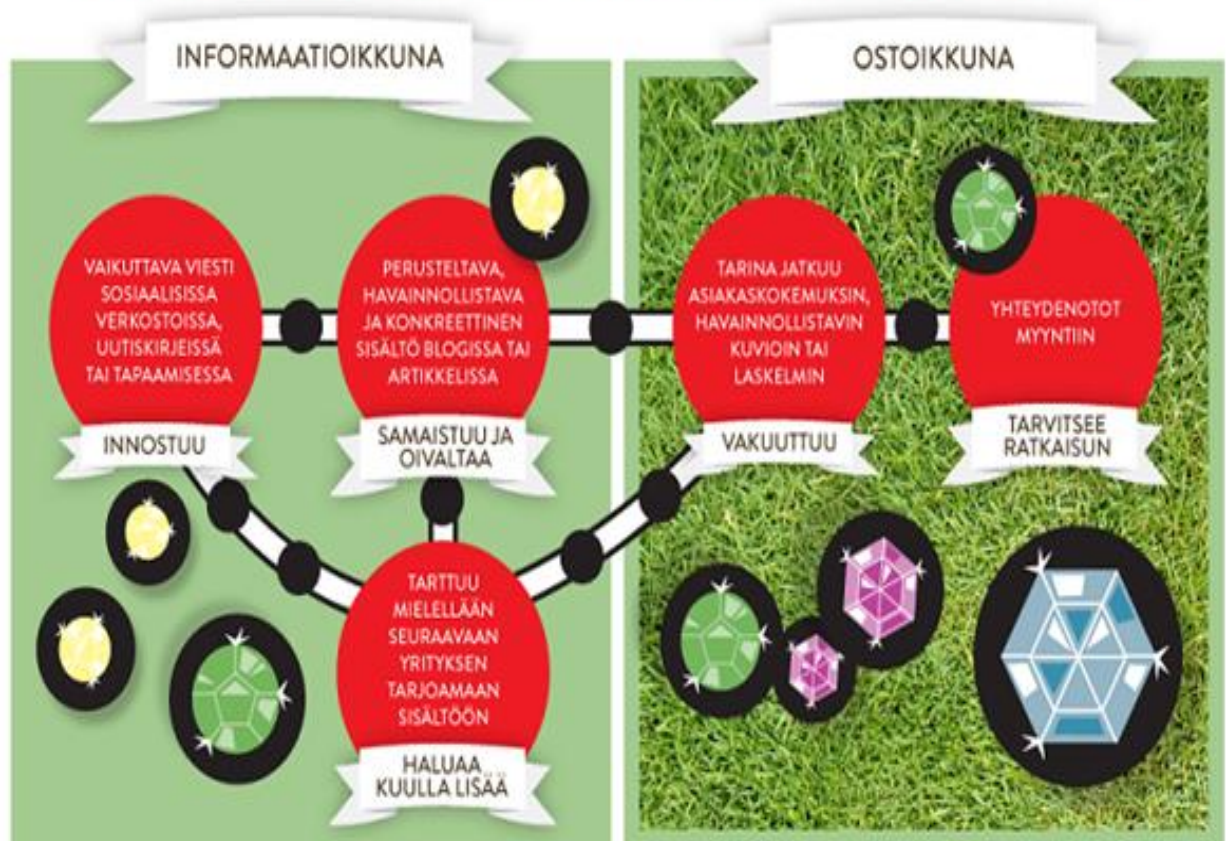 INFORMAATIOIKKUNA
OSTOIKKUNA
VAIKUTTAVA VIESTI
SOSIAALISISSA
VERKOSTOISSA,
UUTISKIRJEISSÄ
TAI TAPAAMISESSA
INNOSTUU
PERUSTELTAVA,
HAVAINNOLLISTAVA
JA KONKREETTINEN
SISÄLTÖ BLOGISSA TAI
ARTIKKELISSA
SAMAISTUU JA
OIVALTAA
TARINA JATKUU
ASIAKASKOKEMUKSIN,
HAVAINNOLLISTAVIN
KUVIOIN TAI
LASKELMIN
VAKUUTTUU
YHTEYDENOTOT
MYYNTIIN
TARVITSEE
RATKAISUN
TARTTUU
MIELELLÄÄN
SEURAAVAAN
YRITYKSEN
TARJOAMAAN
SISÄLTÖÖN
HALUAA
KUULLA LISÄÄ